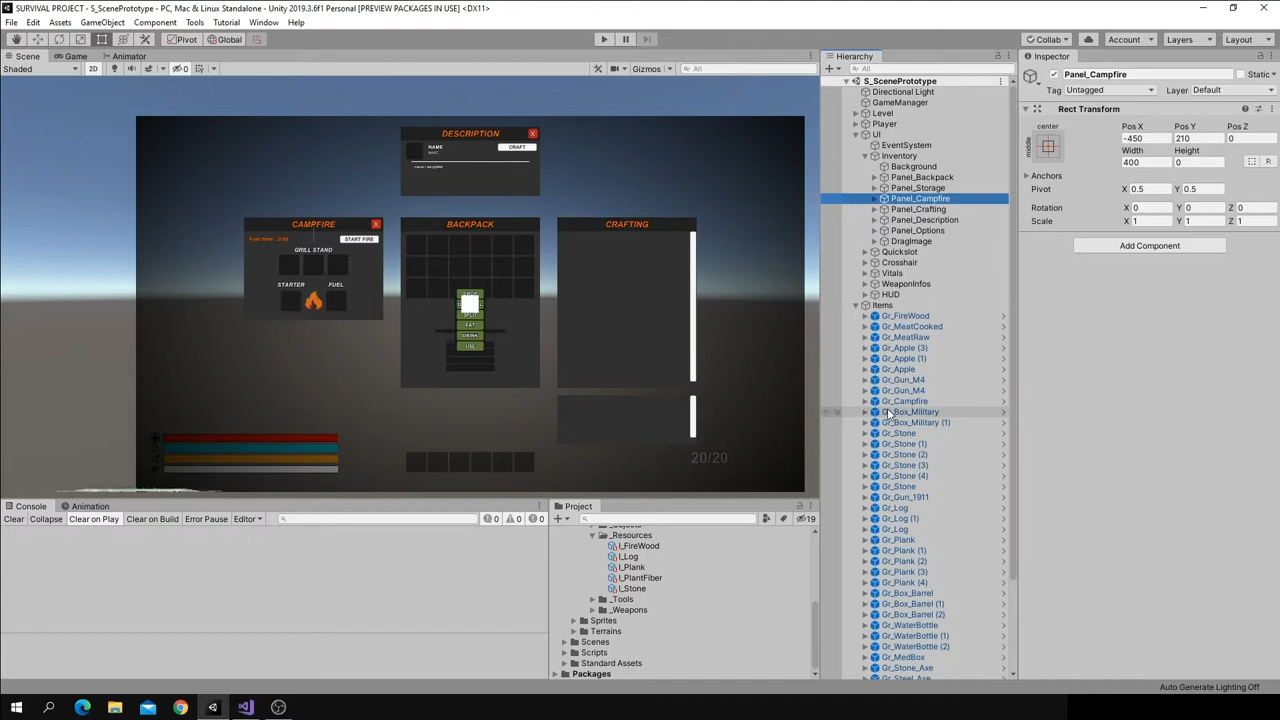 SURVIVAL PROJECT - S_ScenePrototype - PC, Mac & Linux Standalone - Unity 2019.3.6f1 Personal [PREVIEW PACKAGES IN USE] <DX11>
File Edit Assets GameObject Component Tools Tutorial Window Help
Pivot Global Collab Account Layers Layout
Scene Game Animator
Shaded 2D 0 Gizmos All
DESCRIPTION X
NAME CRAFT
CAMPFIRE X
START FIRE
GRILL STAND
STARTER FUEL
BACKPACK
SPLIT
EAT
DRINK
USE
CRAFTING
20/20
Console Animation
Clear Collapse Clear on Play Clear on Build Error Pause Editor 0 0 0
Project
19
_Resources
I_FireWood
I_Log
I_Plank
I_PlantFiber
I_Stone
_Tools
_Weapons
Sprites
Terrains
Scenes
Scripts
Standard Assets
Packages
Hierarchy
All
S_ScenePrototype
Directional Light
GameManager
Level
Player
UI
EventSystem
Inventory
Background
Panel_Backpack
Panel_Storage
Panel_Campfire
Panel_Crafting
Panel_Description
Panel_Options
DragImage
Quickslot
Crosshair
Vitals
WeaponInfos
HUD
Items
Gr_FireWood
Gr_MeatCooked
Gr_MeatRaw
Gr_Apple (3)
Gr_Apple (1)
Gr_Apple
Gr_Gun_M4
Gr_Gun_M4
Gr_Campfire
Gr_Box_Military
Gr_Box_Military (1)
Gr_Stone
Gr_Stone (1)
Gr_Stone (2)
Gr_Stone (3)
Gr_Stone (4)
Gr_Stone
Gr_Gun_1911
Gr_Log
Gr_Log (1)
Gr_Log
Gr_Plank
Gr_Plank (1)
Gr_Plank (2)
Gr_Plank (3)
Gr_Plank (4)
Gr_Box_Barrel
Gr_Box_Barrel (1)
Gr_Box_Barrel (2)
Gr_WaterBottle
Gr_WaterBottle (1)
Gr_WaterBottle (2)
Gr_MedBox
Gr_Stone_Axe
Gr_Steel_Axe
Inspector
Panel_Campfire Static
Tag Untagged Layer Default
Rect Transform
center
middle
Pos X Pos Y Pos Z
-450 210 0
Width Height
400 0 R
Anchors
Pivot X 0.5 Y 0.5
Rotation X 0 Y 0 Z 0
Scale X 1 Y 1 Z 1
Add Component
Auto Generate Lighting Off